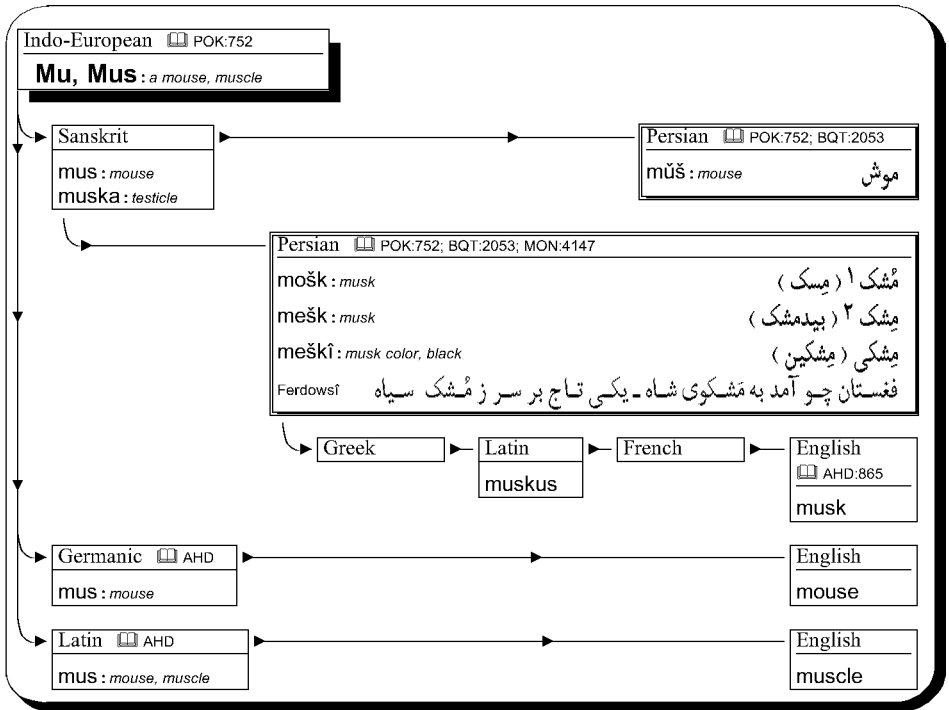 Indo-European POK:752
Mu, Mus : a mouse, muscle
Sanskrit
mus : mouse
muska : testicle
Persian POK:752; BQT:2053
mǔš : mouse موش
Persian POK:752; BQT:2053; MON:4147
mošk : musk مُشک ۱ ( مِسک )
mešk : musk مِشک ۲ ( بیدمشک )
meškî : musk color, black مِشکی ( مِشکین )
Ferdowsî فغستان چو آمد به مَشکوی شاه ـ یکی تاج بر سر ز مُشک سیاه
Greek
Latin
muskus
French
English
AHD:865
musk
Germanic AHD
mus : mouse
English
mouse
Latin AHD
mus : mouse, muscle
English
muscle